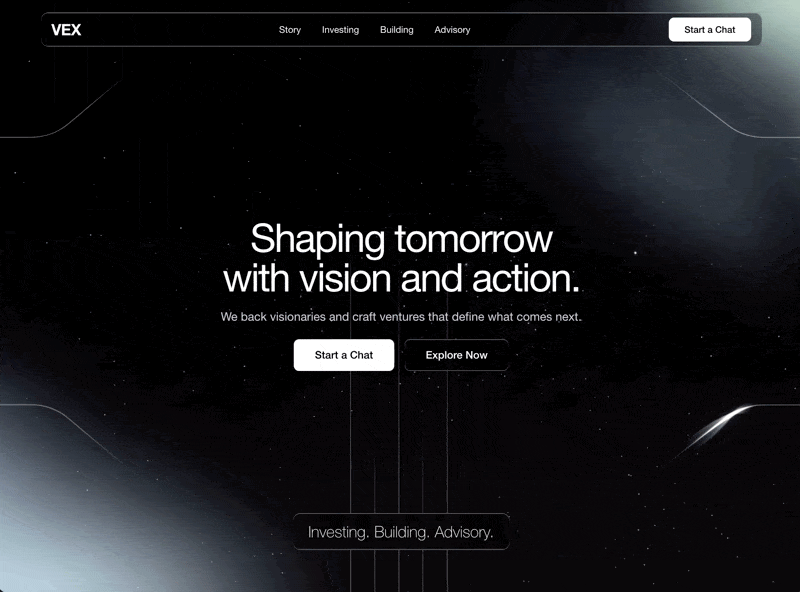 VEX
Story
Investing
Building
Advisory
Start a Chat
Shaping tomorrow
with vision and action.
We back visionaries and craft ventures that define what comes next.
Start a Chat
Explore Now
Investing. Building. Advisory.